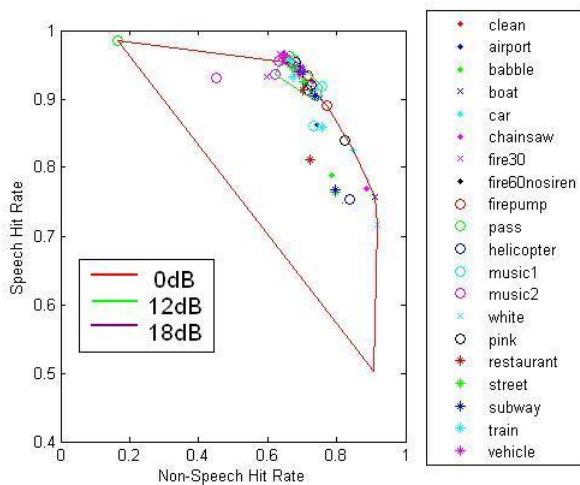 1
0.9
0.8
0.7
0.6
0.5
0.4
Speech Hit Rate
0
0.2
0.4
0.6
0.8
1
Non-Speech Hit Rate
0dB
12dB
18dB
clean
airport
babble
boat
car
chainsaw
fire30
fire60nosiren
firepump
pass
helicopter
music1
music2
white
pink
restaurant
street
subway
train
vehicle